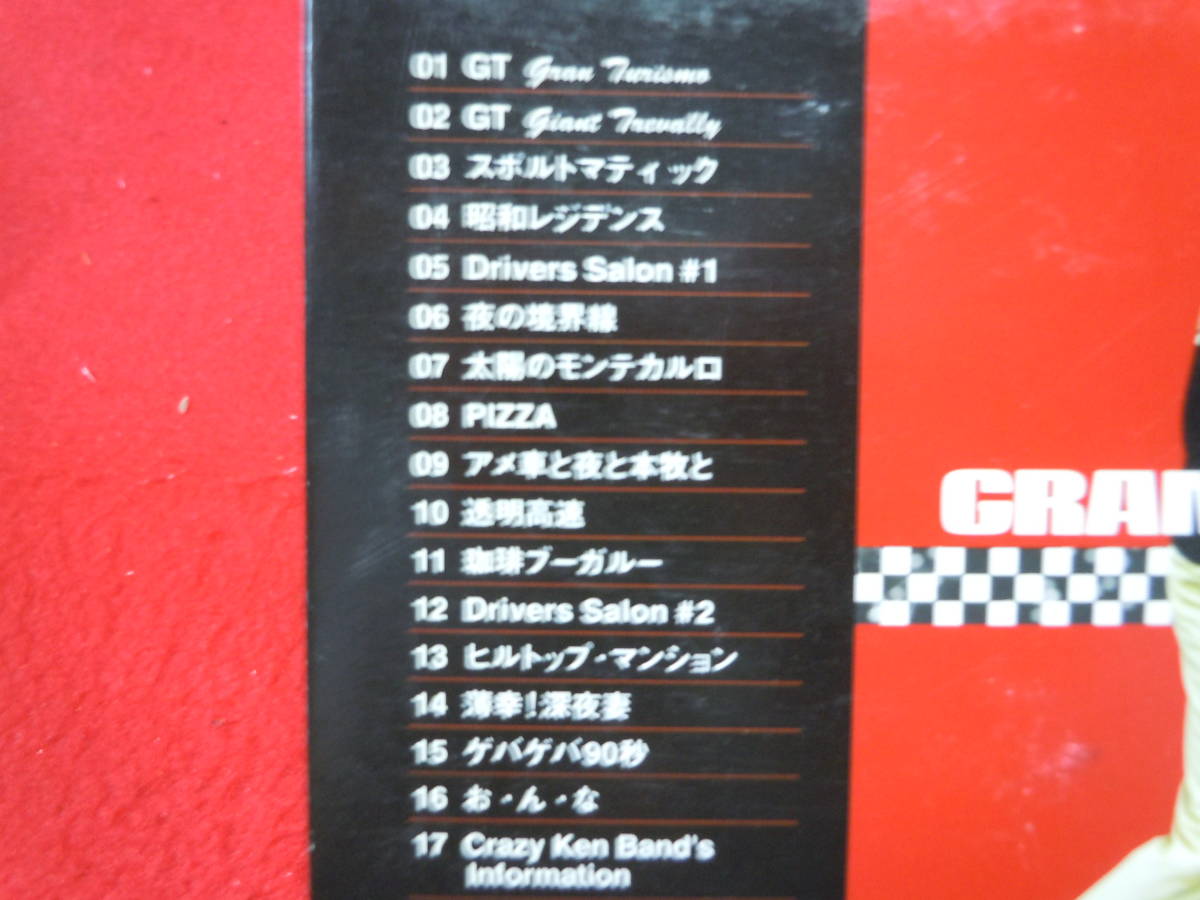 01 GT Gran Turismo
02 GT Giant Trevally
03 スポルトマティック
04 昭和レジデンス
05 Drivers Salon #1
06 夜の境界線
07 太陽のモンテカルロ
08 PIZZA
09 アメ車と夜と本牧と
10 透明高速
11 珈琲ブーガルー
12 Drivers Salon #2
13 ヒルトップ・マンション
14 薄幸!深夜妻
15 ゲバゲバ90秒
16 お・ん・な
17 Crazy Ken Band's
Information
GRAN